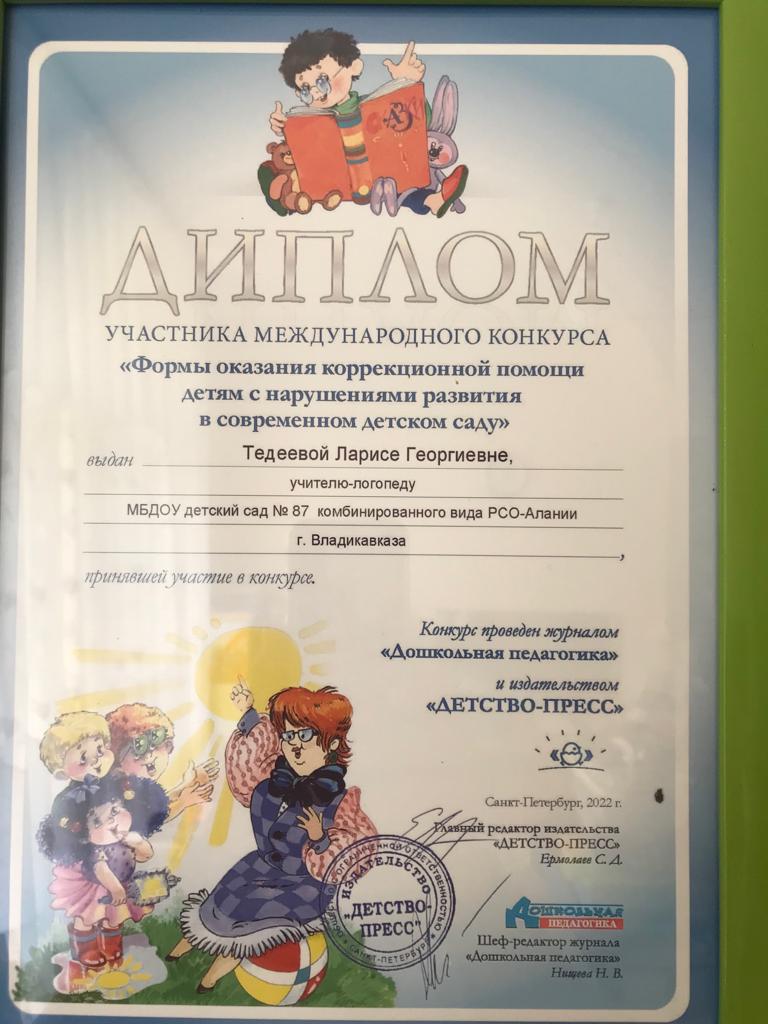 АЗ
ДИПЛОМ
УЧАСТНИКА МЕЖДУНАРОДНОГО КОНКУРСА
«Формы оказания коррекционной помощи
детям с нарушениями развития
в современном детском саду»
выдан Тедеевой Ларисе Георгиевне,
учителю-логопеду
МБДОУ детский сад № 87 комбинированного вида РСО-Алании
г. Владикавказа
,
принявшей участие в конкурсе.
Конкурс проведен журналом
«Дошкольная педагогика»
и издательством
«ДЕТСТВО-ПРЕСС»
Санкт-Петербург, 2022 г.
Главный редактор издательства
«ДЕТСТВО-ПРЕСС»
Ермолаев С. Д.
ИЗДАТЕЛЬСТВО
"ДЕТСТВО-
ПРЕСС"
САНКТ-ПЕТЕРБУРГ
ОГРАНИЧЕННОЙ ОТВЕТСТВЕННОСТЬЮ
ДОШКОЛЬНАЯ
ПЕДАГОГИКА
Шеф-редактор журнала
«Дошкольная педагогика»
Нищева Н. В.